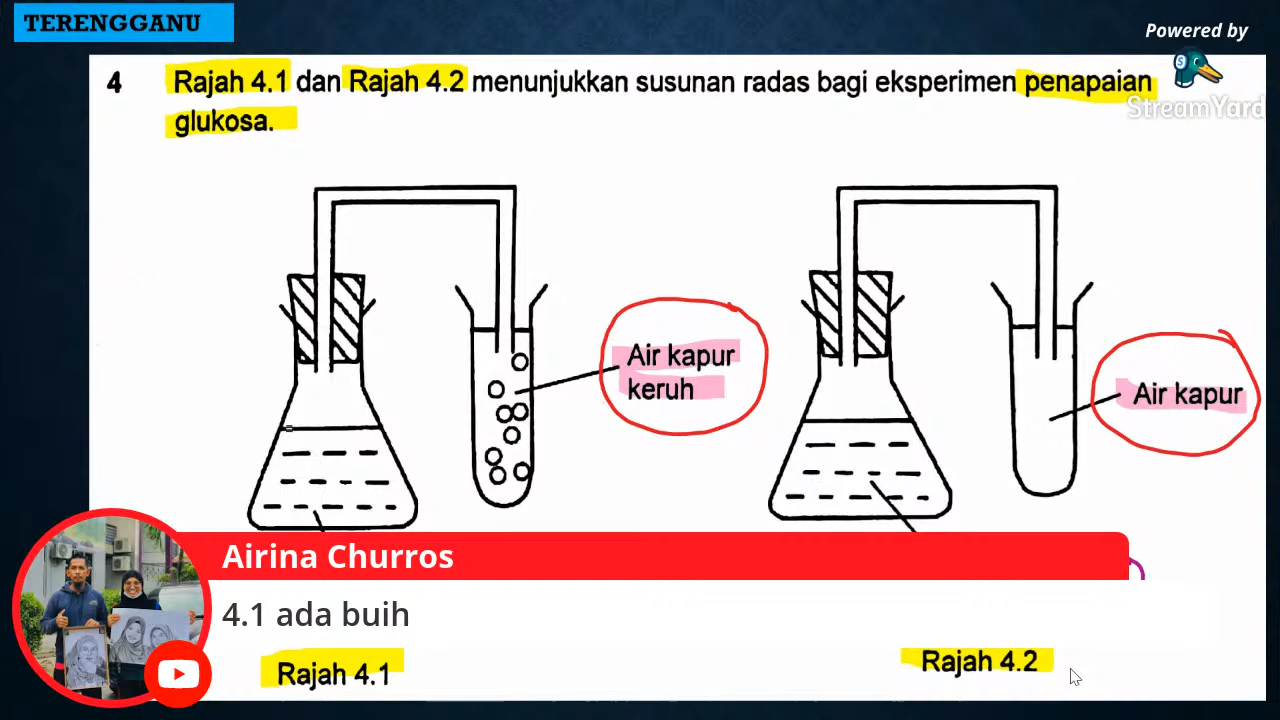 TERENGGANU
Powered by
StreamYard
4 Rajah 4.1 dan Rajah 4.2 menunjukkan susunan radas bagi eksperimen penapaian
glukosa.
Air kapur
keruh
Air kapur
Airina Churros
4.1 ada buih
Rajah 4.1
Rajah 4.2